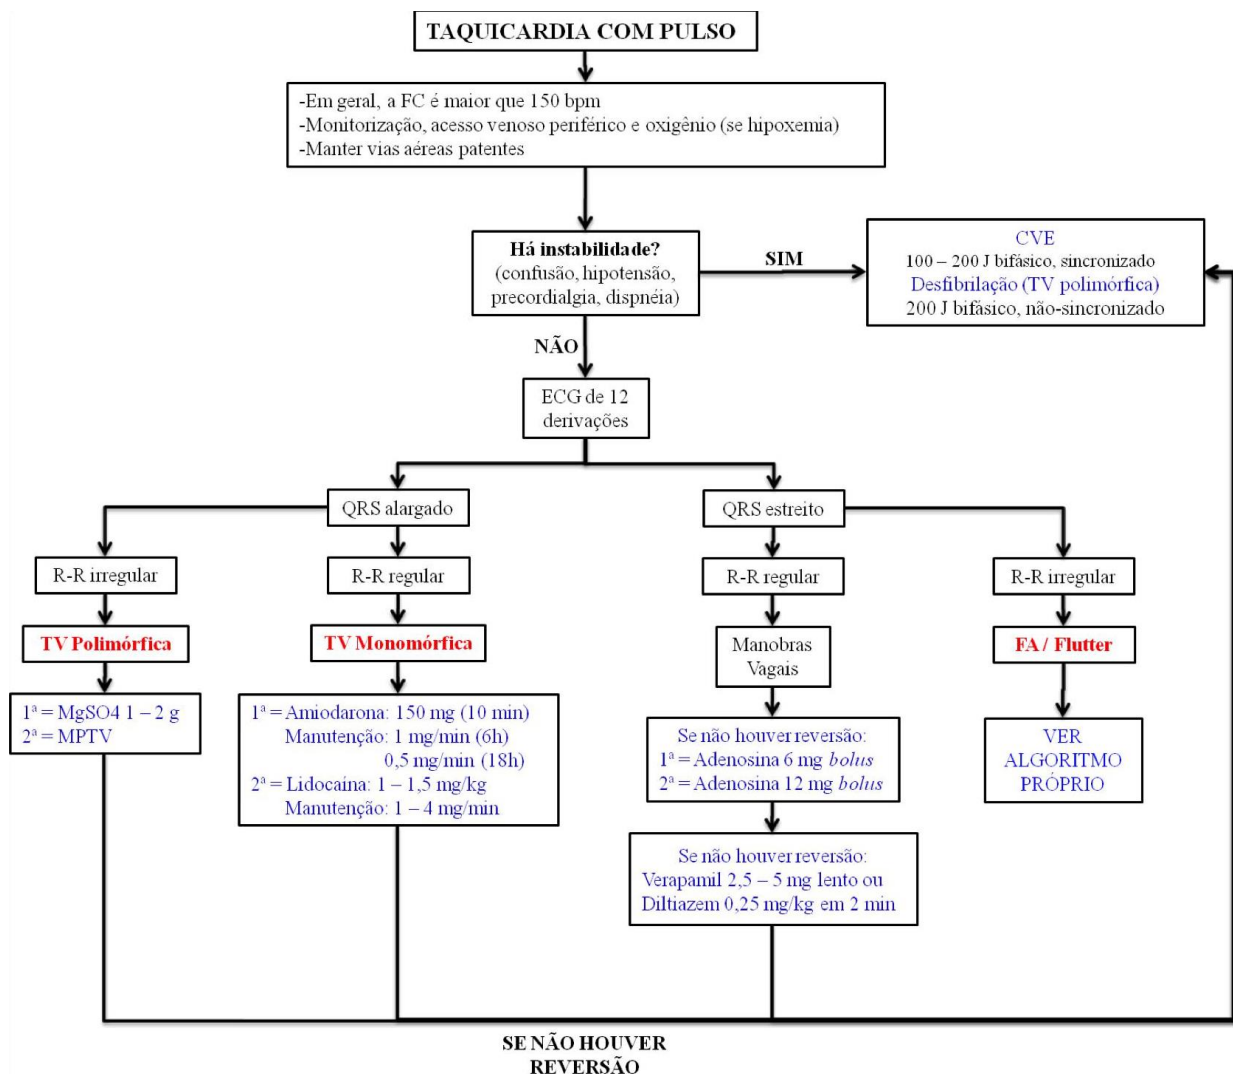 TAQUICARDIA COM PULSO
-Em geral, a FC é maior que 150 bpm
-Monitorização, acesso venoso periférico e oxigênio (se hipoxemia)
-Manter vias aéreas patentes
Há instabilidade?
(confusão, hipotensão,
precordialgia, dispnéia)
SIM
CVE
100 – 200 J bifásico, sincronizado
Desfibrilação (TV polimórfica)
200 J bifásico, não-sincronizado
NÃO
ECG de 12
derivações
QRS alargado
QRS estreito
R-R irregular
R-R regular
R-R regular
R-R irregular
TV Polimórfica
TV Monomórfica
Manobras
Vagais
FA / Flutter
1ª = MgSO4 1 – 2 g
2ª = MPTV
1ª = Amiodarona: 150 mg (10 min)
Manutenção: 1 mg/min (6h)
0,5 mg/min (18h)
2ª = Lidocaína: 1 – 1,5 mg/kg
Manutenção: 1 – 4 mg/min
Se não houver reversão:
1ª = Adenosina 6 mg bolus
2ª = Adenosina 12 mg bolus
VER
ALGORITMO
PRÓPRIO
Se não houver reversão:
Verapamil 2,5 – 5 mg lento ou
Diltiazem 0,25 mg/kg em 2 min
SE NÃO HOUVER
REVERSÃO